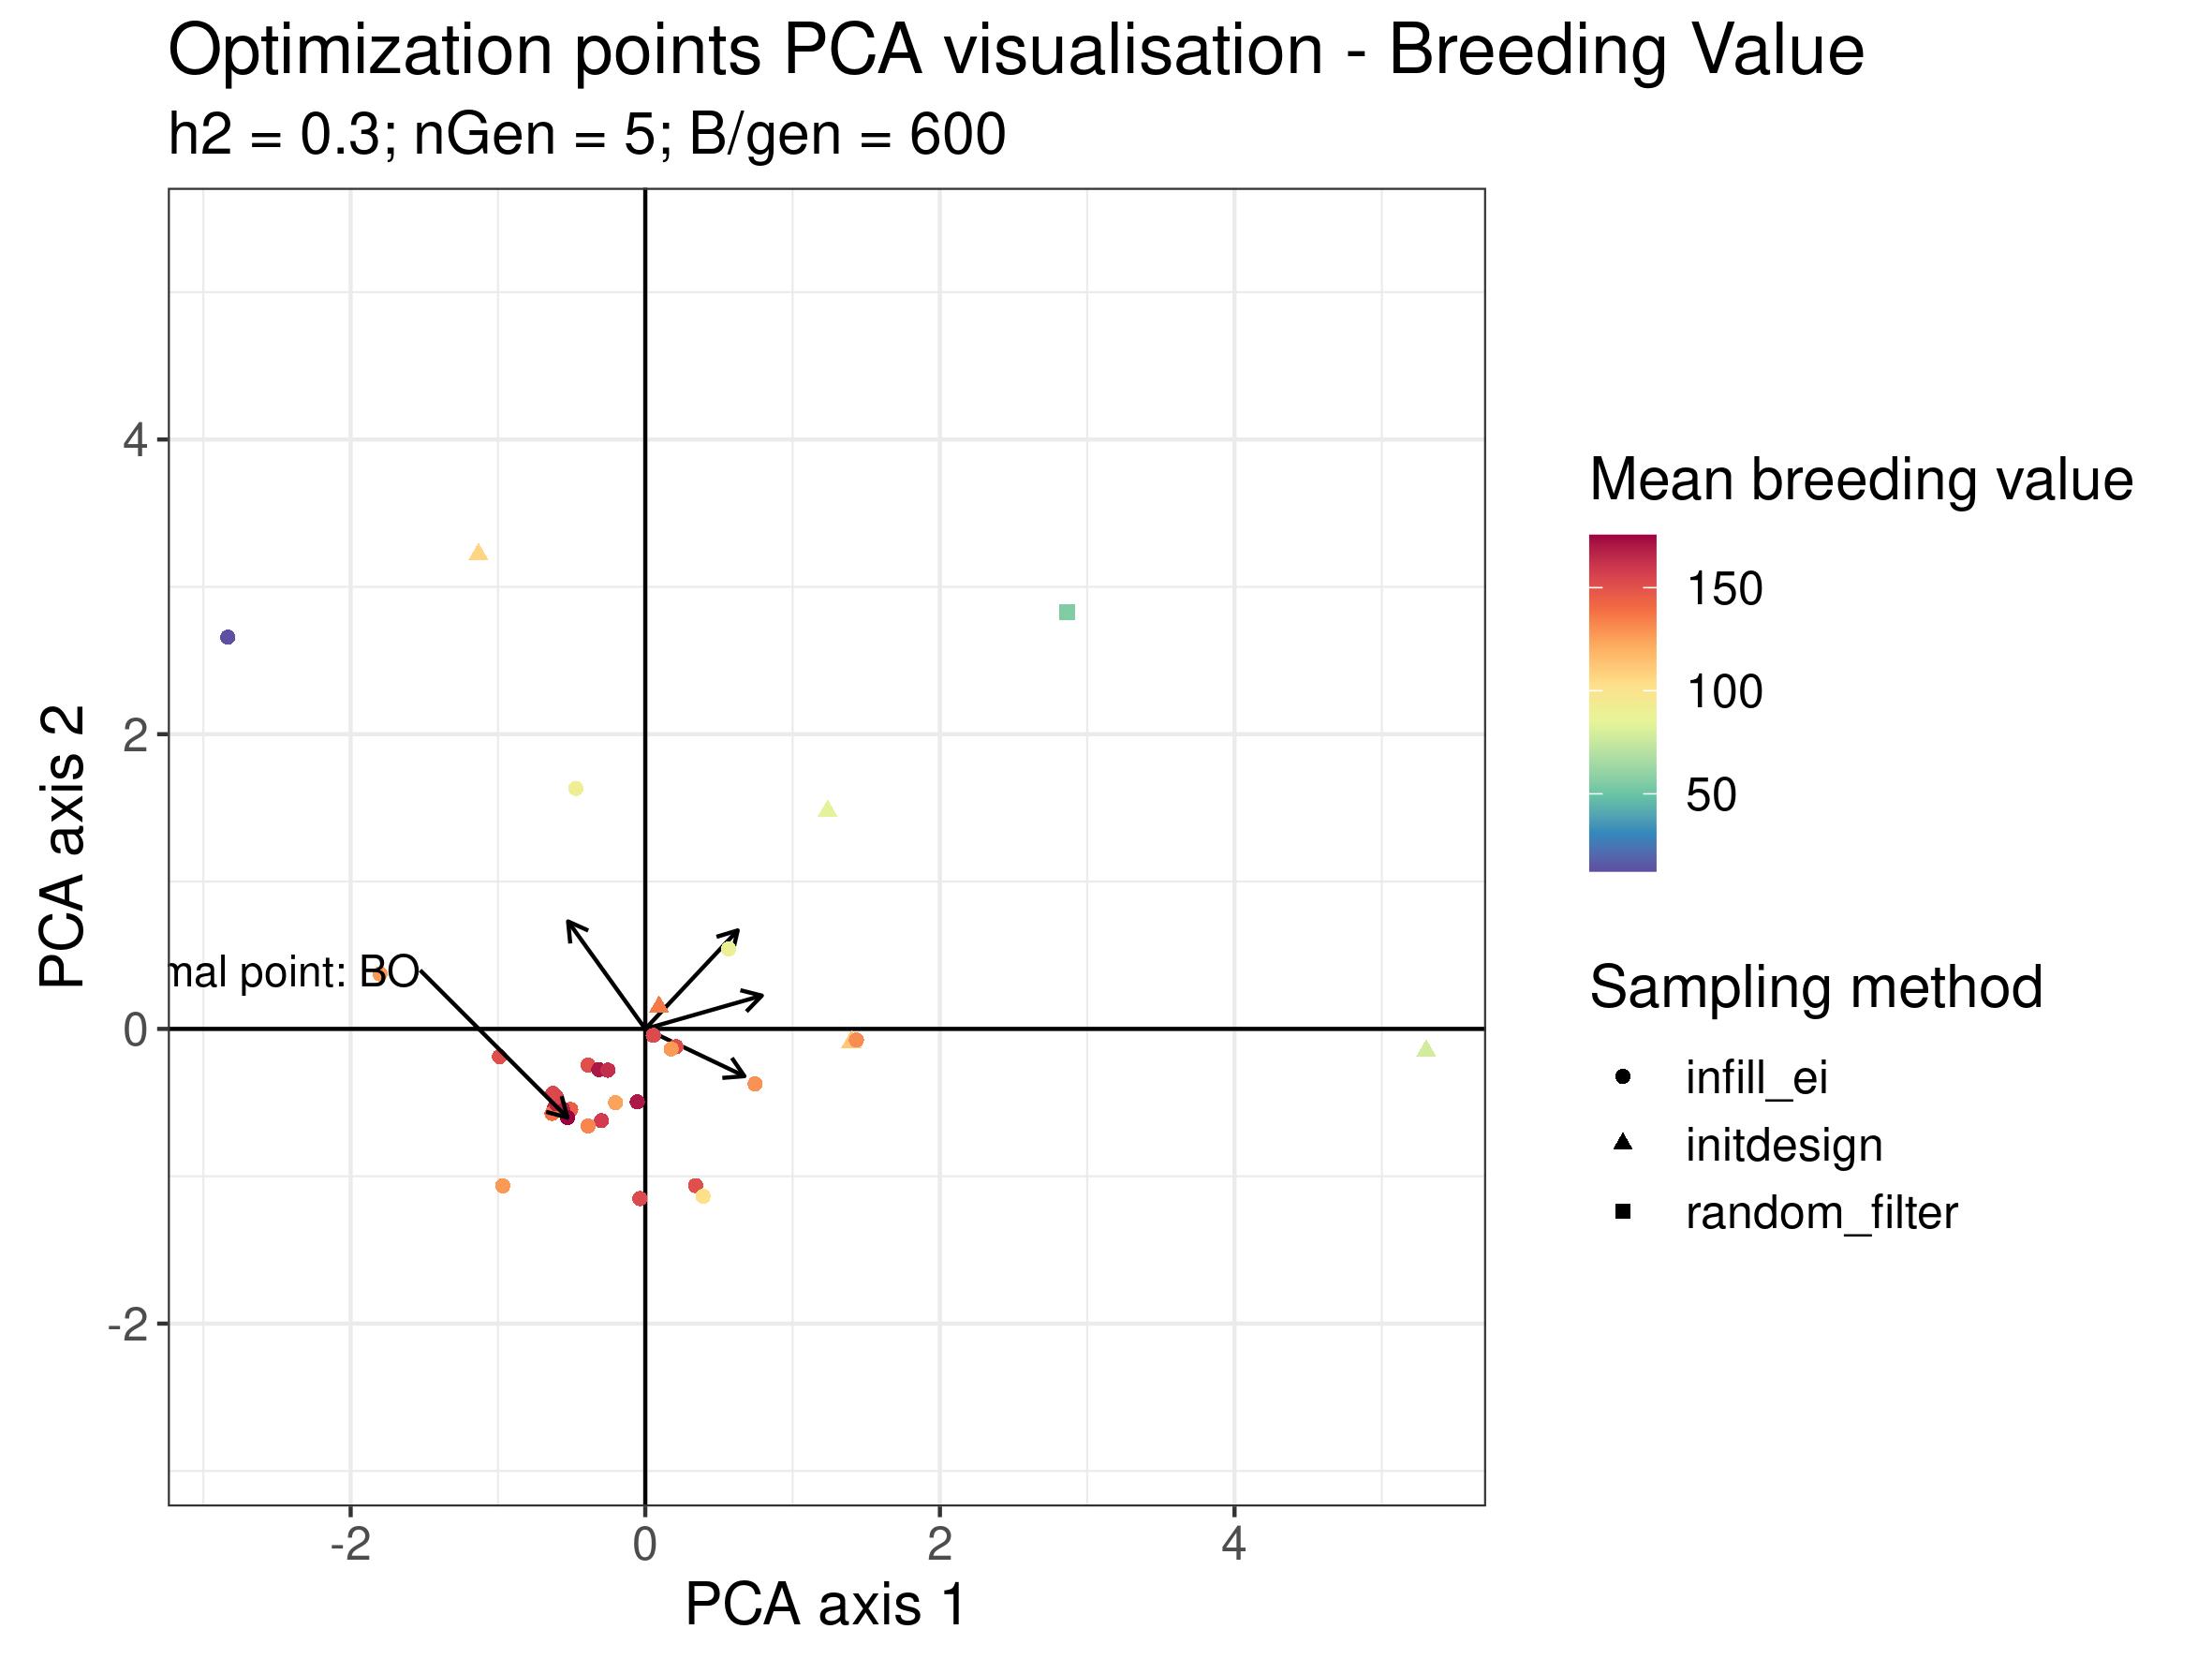 Optimization points PCA visualisation - Breeding Value
h2 = 0.3; nGen = 5; B/gen = 600
PCA axis 2
4
2
0
-2
mal point: BO
-2
0
2
4
PCA axis 1
Mean breeding value
150
100
50
Sampling method
infill_ei
initdesign
random_filter